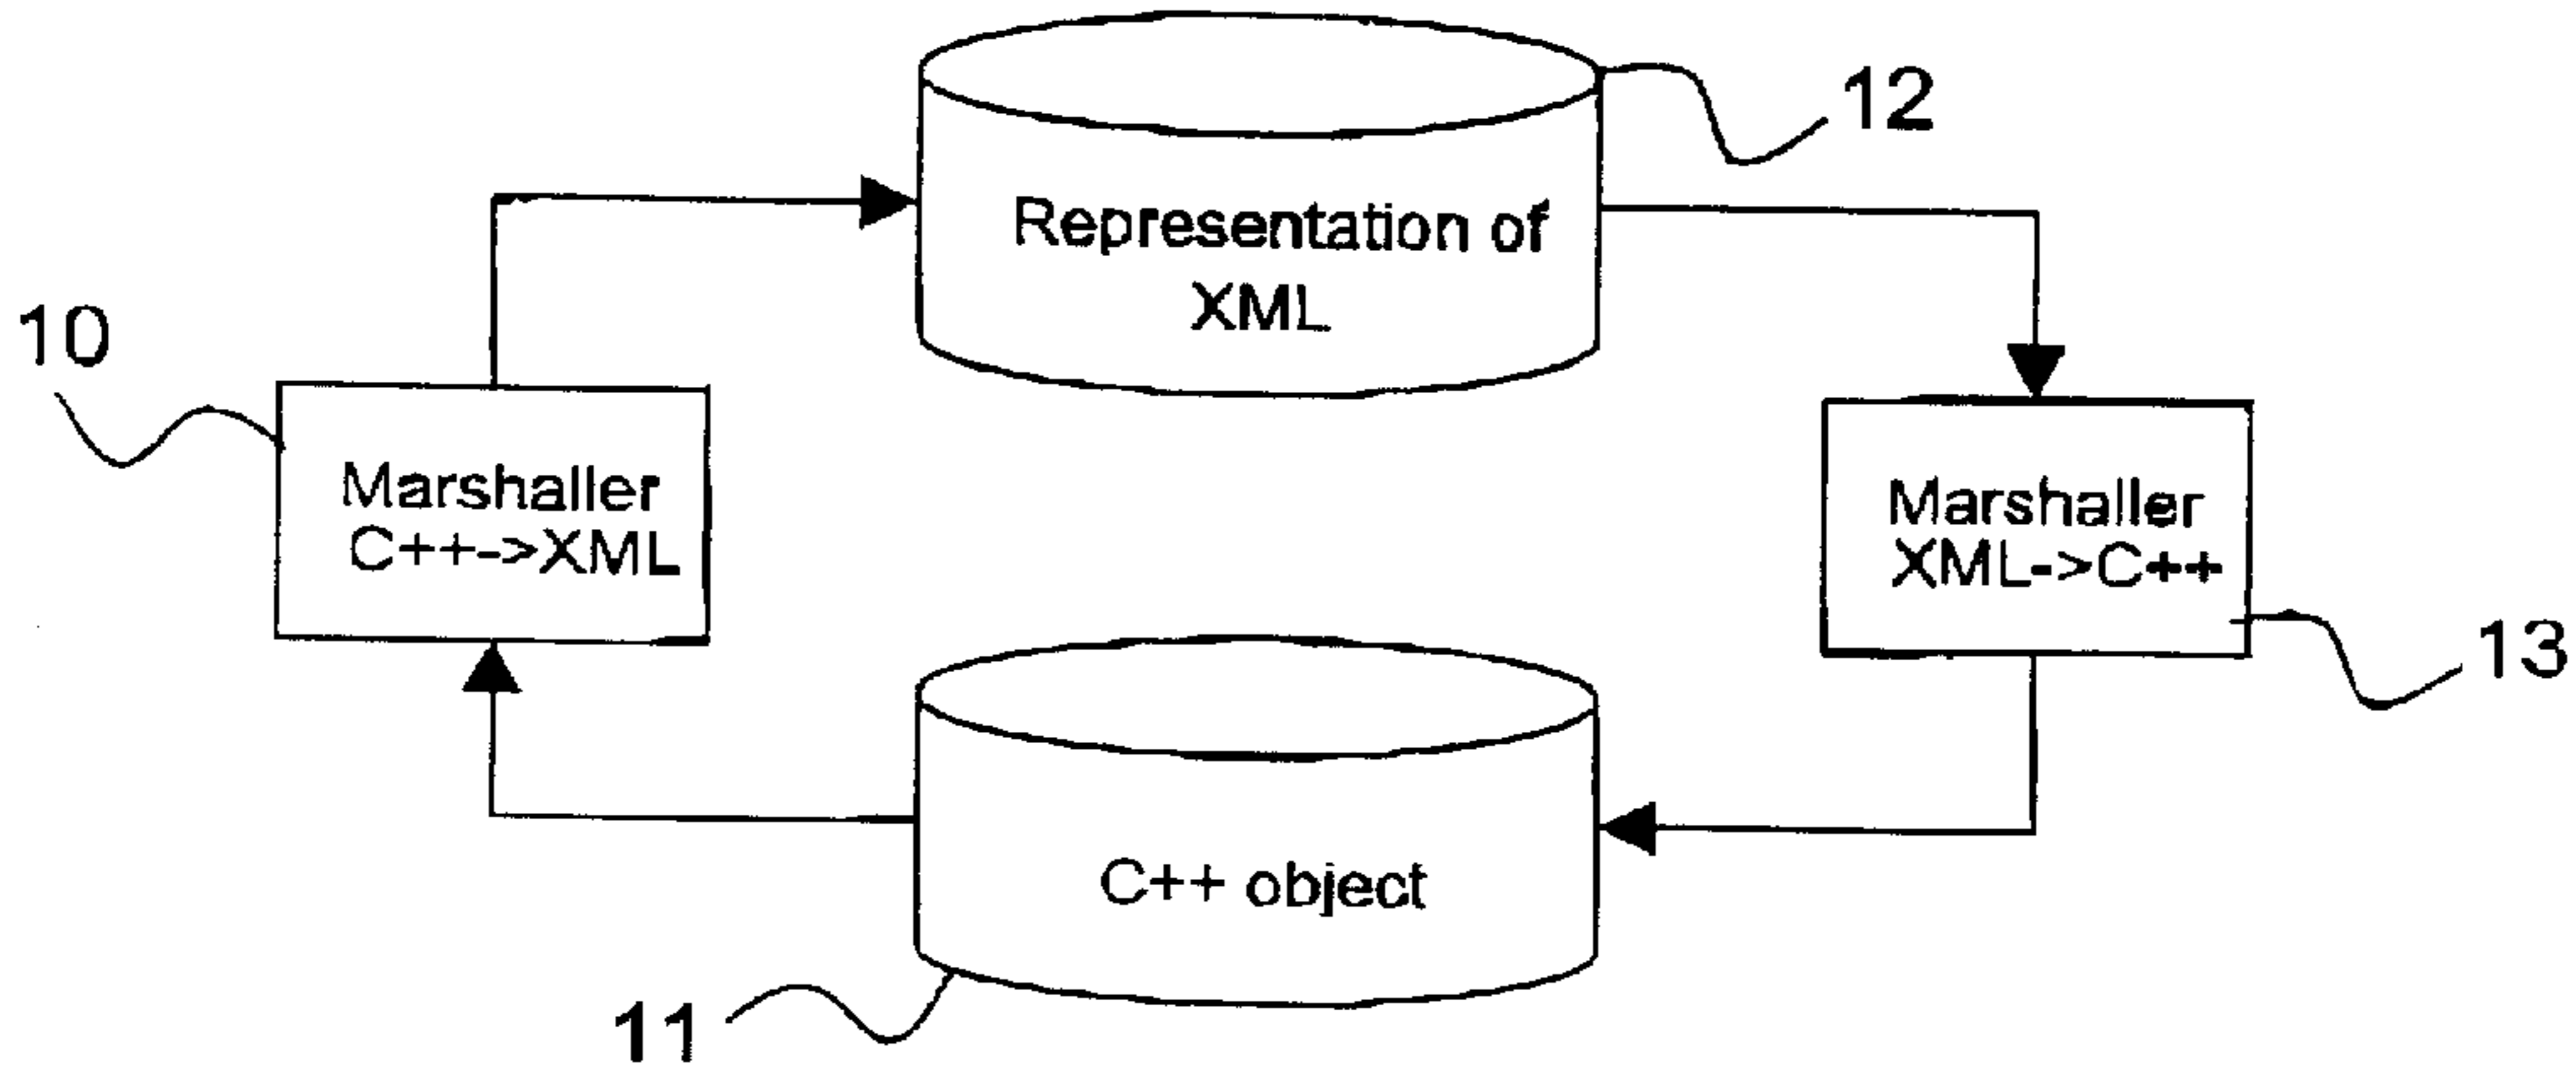 12
Representation of
XML
10
Marshaller
C++->XML
Marshaller
XML->C++
13
C++ object
11